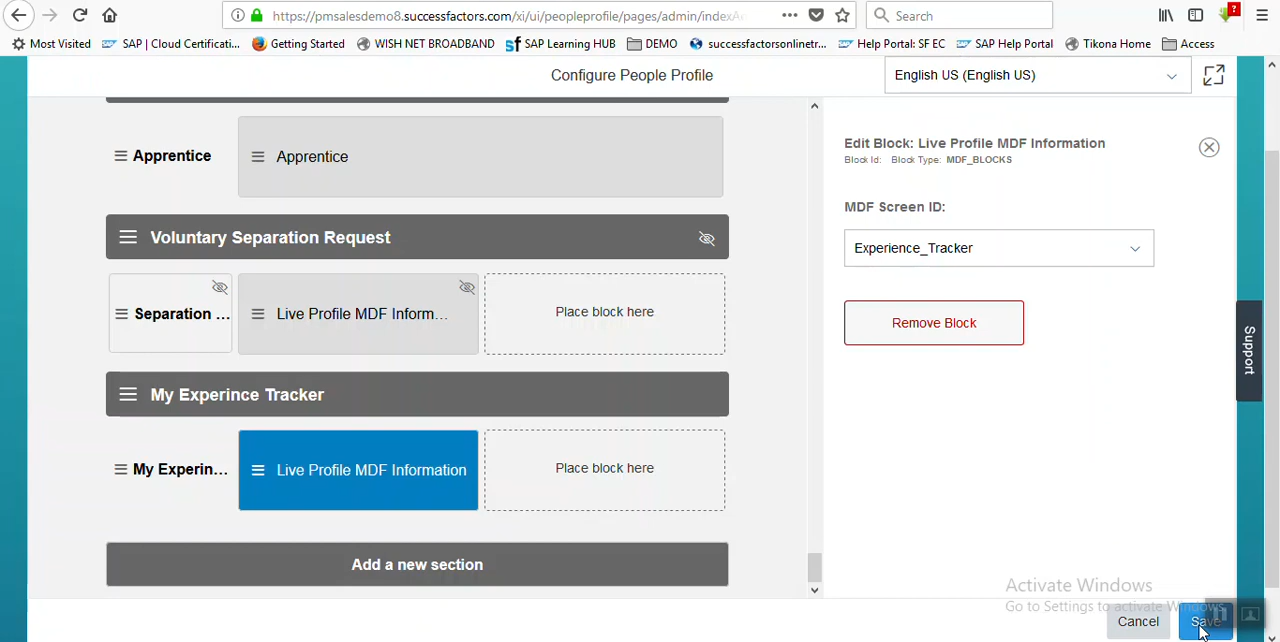 https://pmsalesdemo8.successfactors.com/xi/ui/peopleprofile/pages/admin/indexA
Search
?
Most Visited
SAP | Cloud Certificati...
Getting Started
WISH NET BROADBAND
SAP Learning HUB
DEMO
successfactorsonlinetr...
Help Portal: SF EC
SAP Help Portal
Tikona Home
Access
Configure People Profile
English US (English US)
Apprentice
Apprentice
Voluntary Separation Request
Separation ...
Live Profile MDF Inform...
Place block here
My Experince Tracker
My Experin...
Live Profile MDF Information
Place block here
Add a new section
Edit Block: Live Profile MDF Information
Block Id: Block Type: MDF_BLOCKS
MDF Screen ID:
Experience_Tracker
Remove Block
Support
Activate Windows
Go to Settings to activate Windows.
Cancel
Save